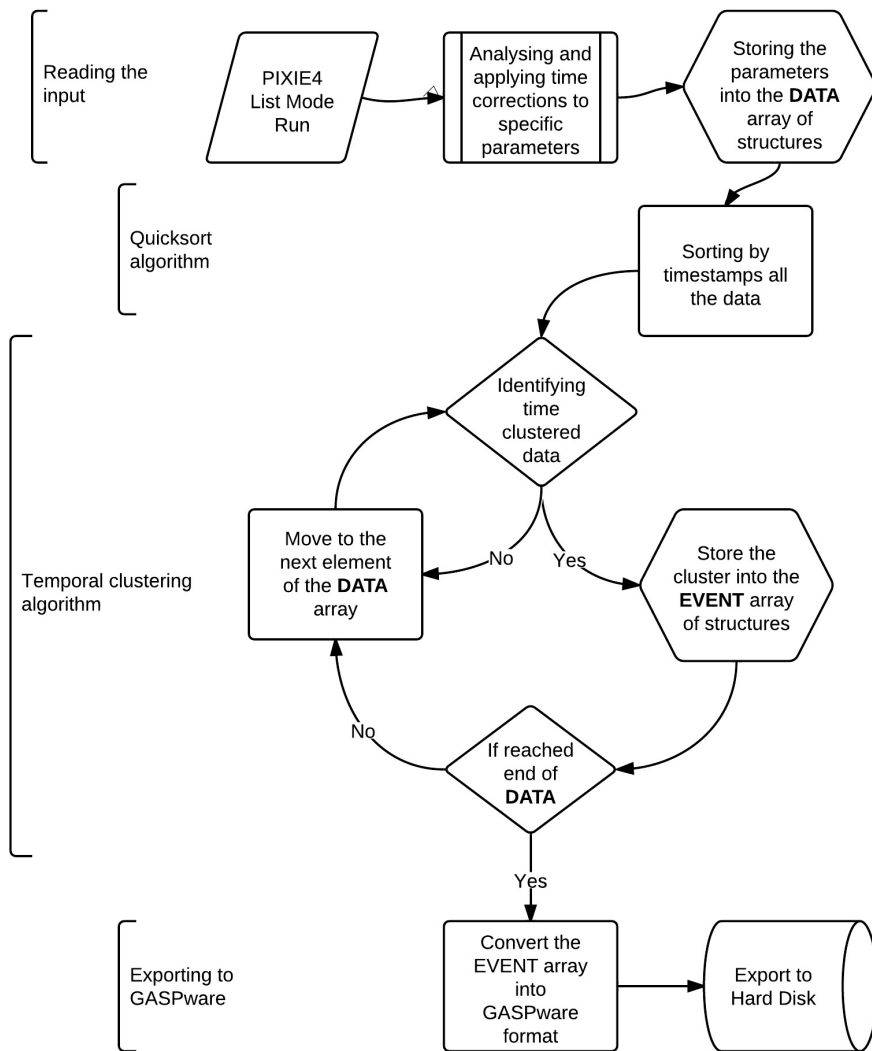 Reading the
input
PIXIE4
List Mode
Run
Analysing and
applying time
corrections to
specific
parameters
Storing the
parameters
into the DATA
array of
structures
Quicksort
algorithm
Sorting by
timestamps all
the data
Identifying
time
clustered
data
Temporal clustering
algorithm
Move to the
next element
of the DATA
array
No
Yes
Store the
cluster into the
EVENT array
of structures
No
If reached
end of
DATA
Yes
Exporting to
GASPware
Convert the
EVENT array
into
GASPware
format
Export to
Hard Disk